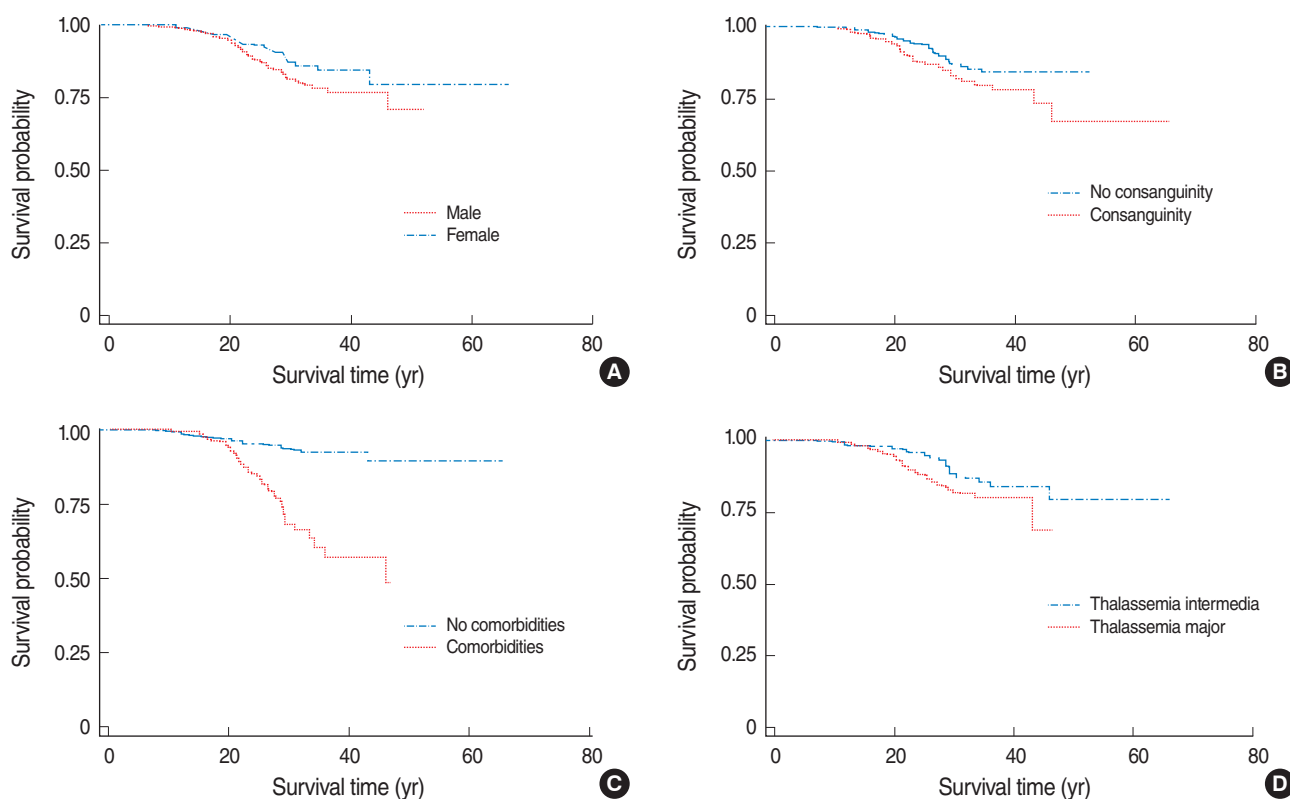 1.00
0.75
0.50
0.25
0
Survival probability
Male
Female
0 20 40 60 80
Survival time (yr)
A
1.00
0.75
0.50
0.25
0
Survival probability
No consanguinity
Consanguinity
0 20 40 60 80
Survival time (yr)
B
1.00
0.75
0.50
0.25
0
Survival probability
No comorbidities
Comorbidities
0 20 40 60 80
Survival time (yr)
C
1.00
0.75
0.50
0.25
0
Survival probability
Thalassemia intermedia
Thalassemia major
0 20 40 60 80
Survival time (yr)
D